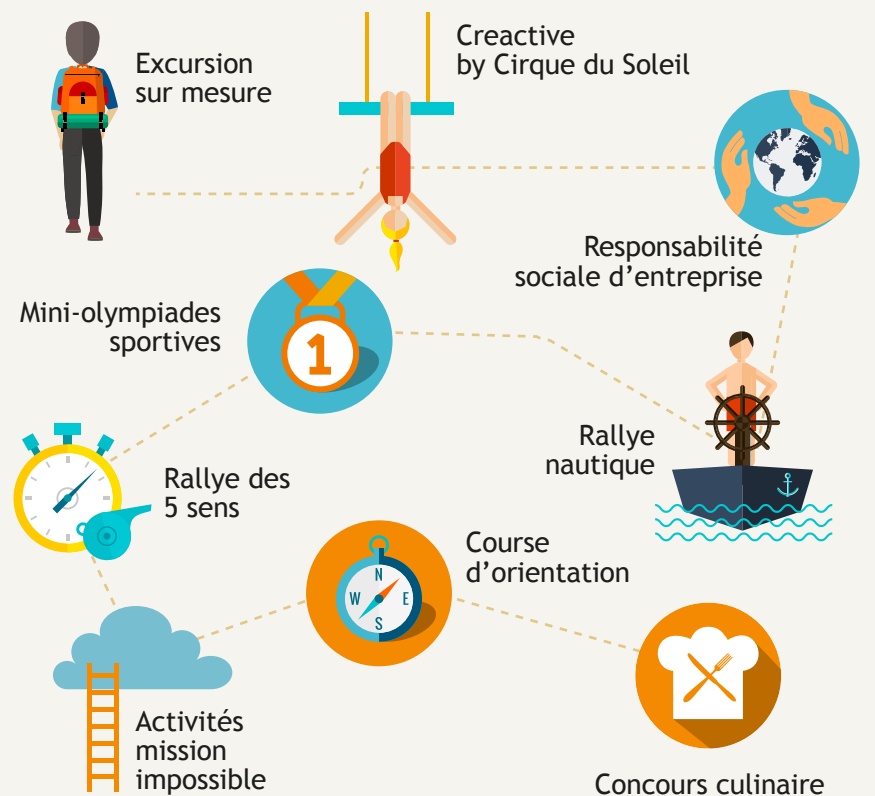 Excursion
sur mesure
Creactive
by Cirque du Soleil
Responsabilité
sociale d’entreprise
Mini-olympiades
sportives
1
Rallye
nautique
Rallye des
5 sens
Course
d’orientation
N
W E
S
Activités
mission
impossible
Concours culinaire